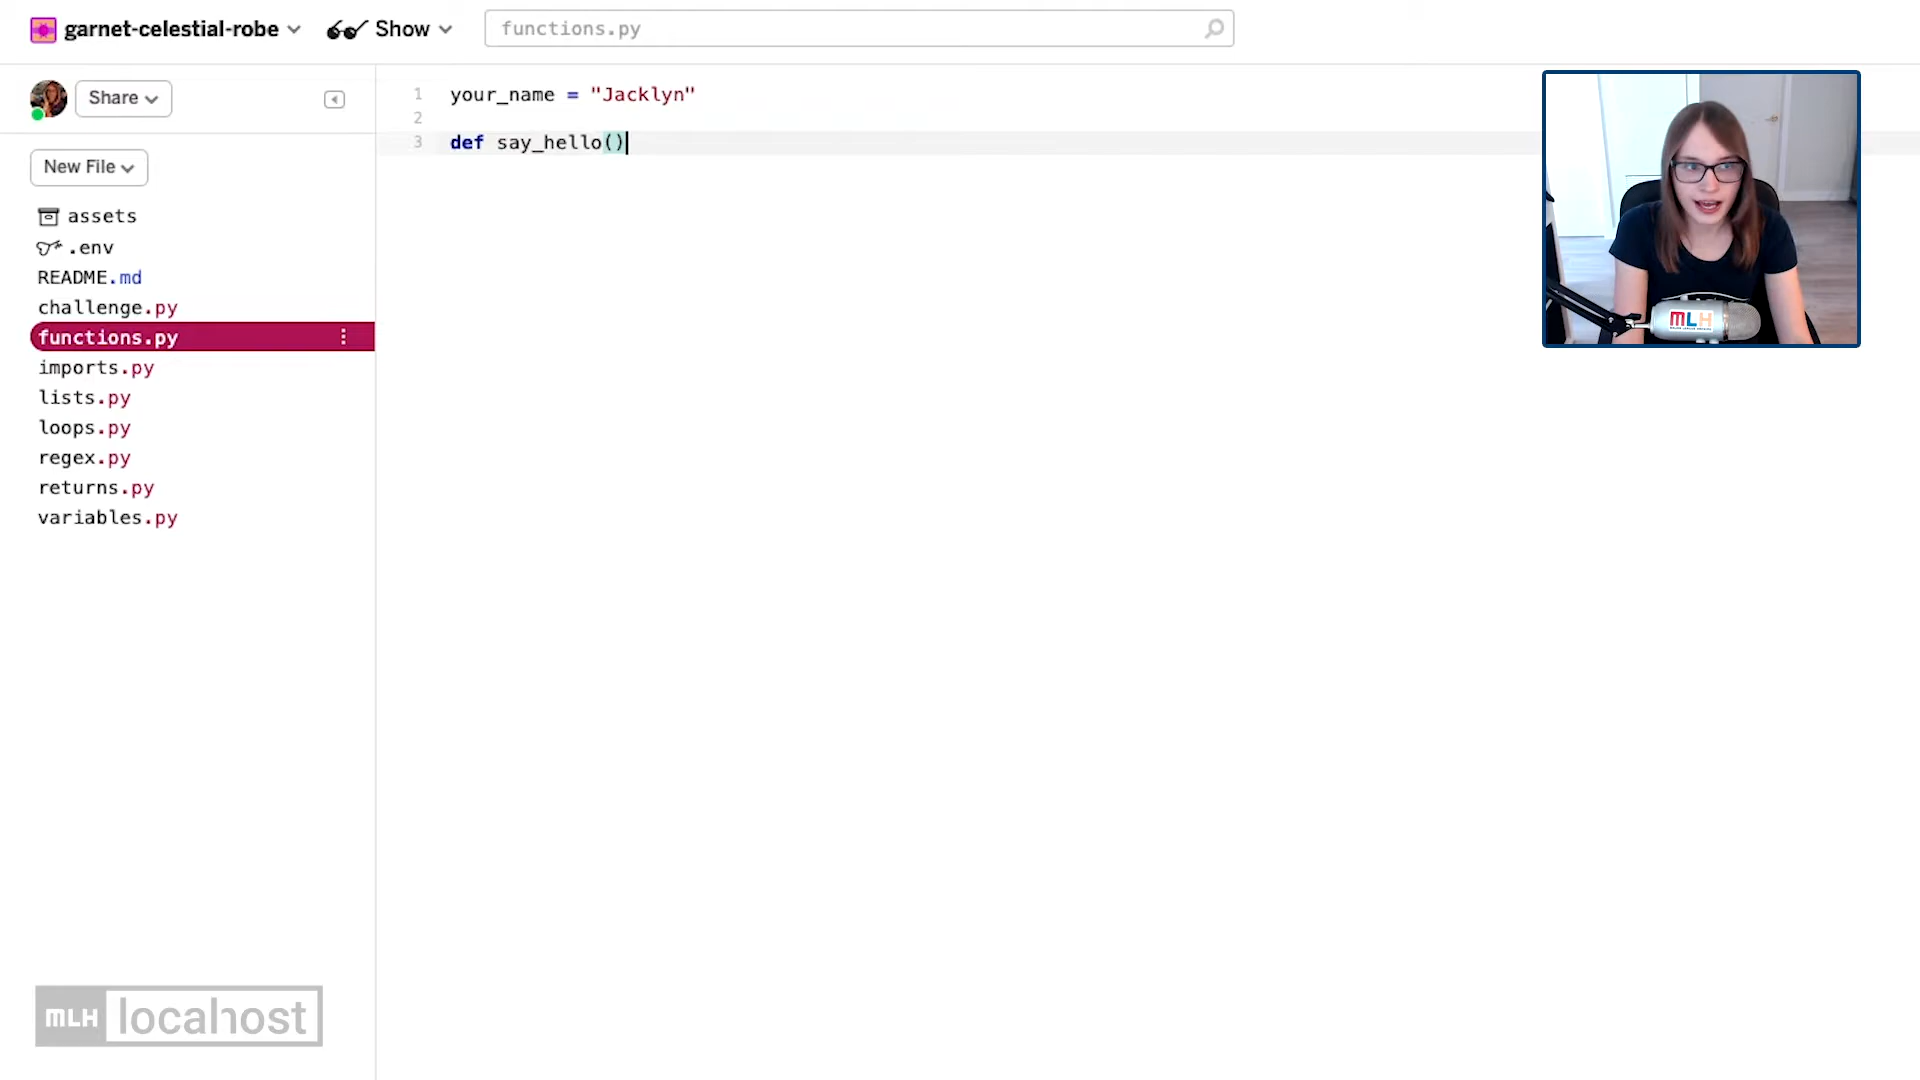 garnet-celestial-robe
Show
functions.py
Share
New File
assets
.env
README.md
challenge.py
functions.py
imports.py
lists.py
loops.py
regex.py
returns.py
variables.py
1 your_name = "Jacklyn"
2
3 def say_hello()
MLH
MLH locahost